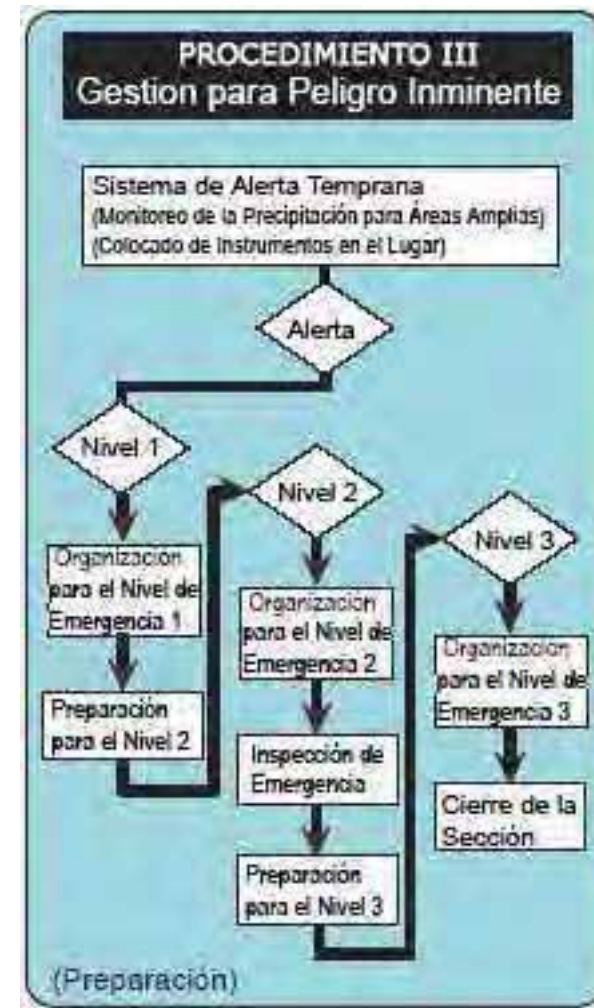 PROCEDIMIENTO III
Gestion para Peligro Inminente
Sistema de Alerta Temprana
(Monitoreo de la Precipitación para Áreas Amplias)
(Colocado de Instrumentos en el Lugar)
Alerta
Nivel 1
Organización
para el Nivel de
Emergencia 1
Preparación
para el Nivel 2
Nivel 2
Organizacion
para el Nivel de
Emergencia 2
Inspección de
Emergencia
Preparación
para el Nivel 3
Nivel 3
Organizacion
para el Nivel de
Emergencia 3
Cierre de la
Sección
(Preparación)